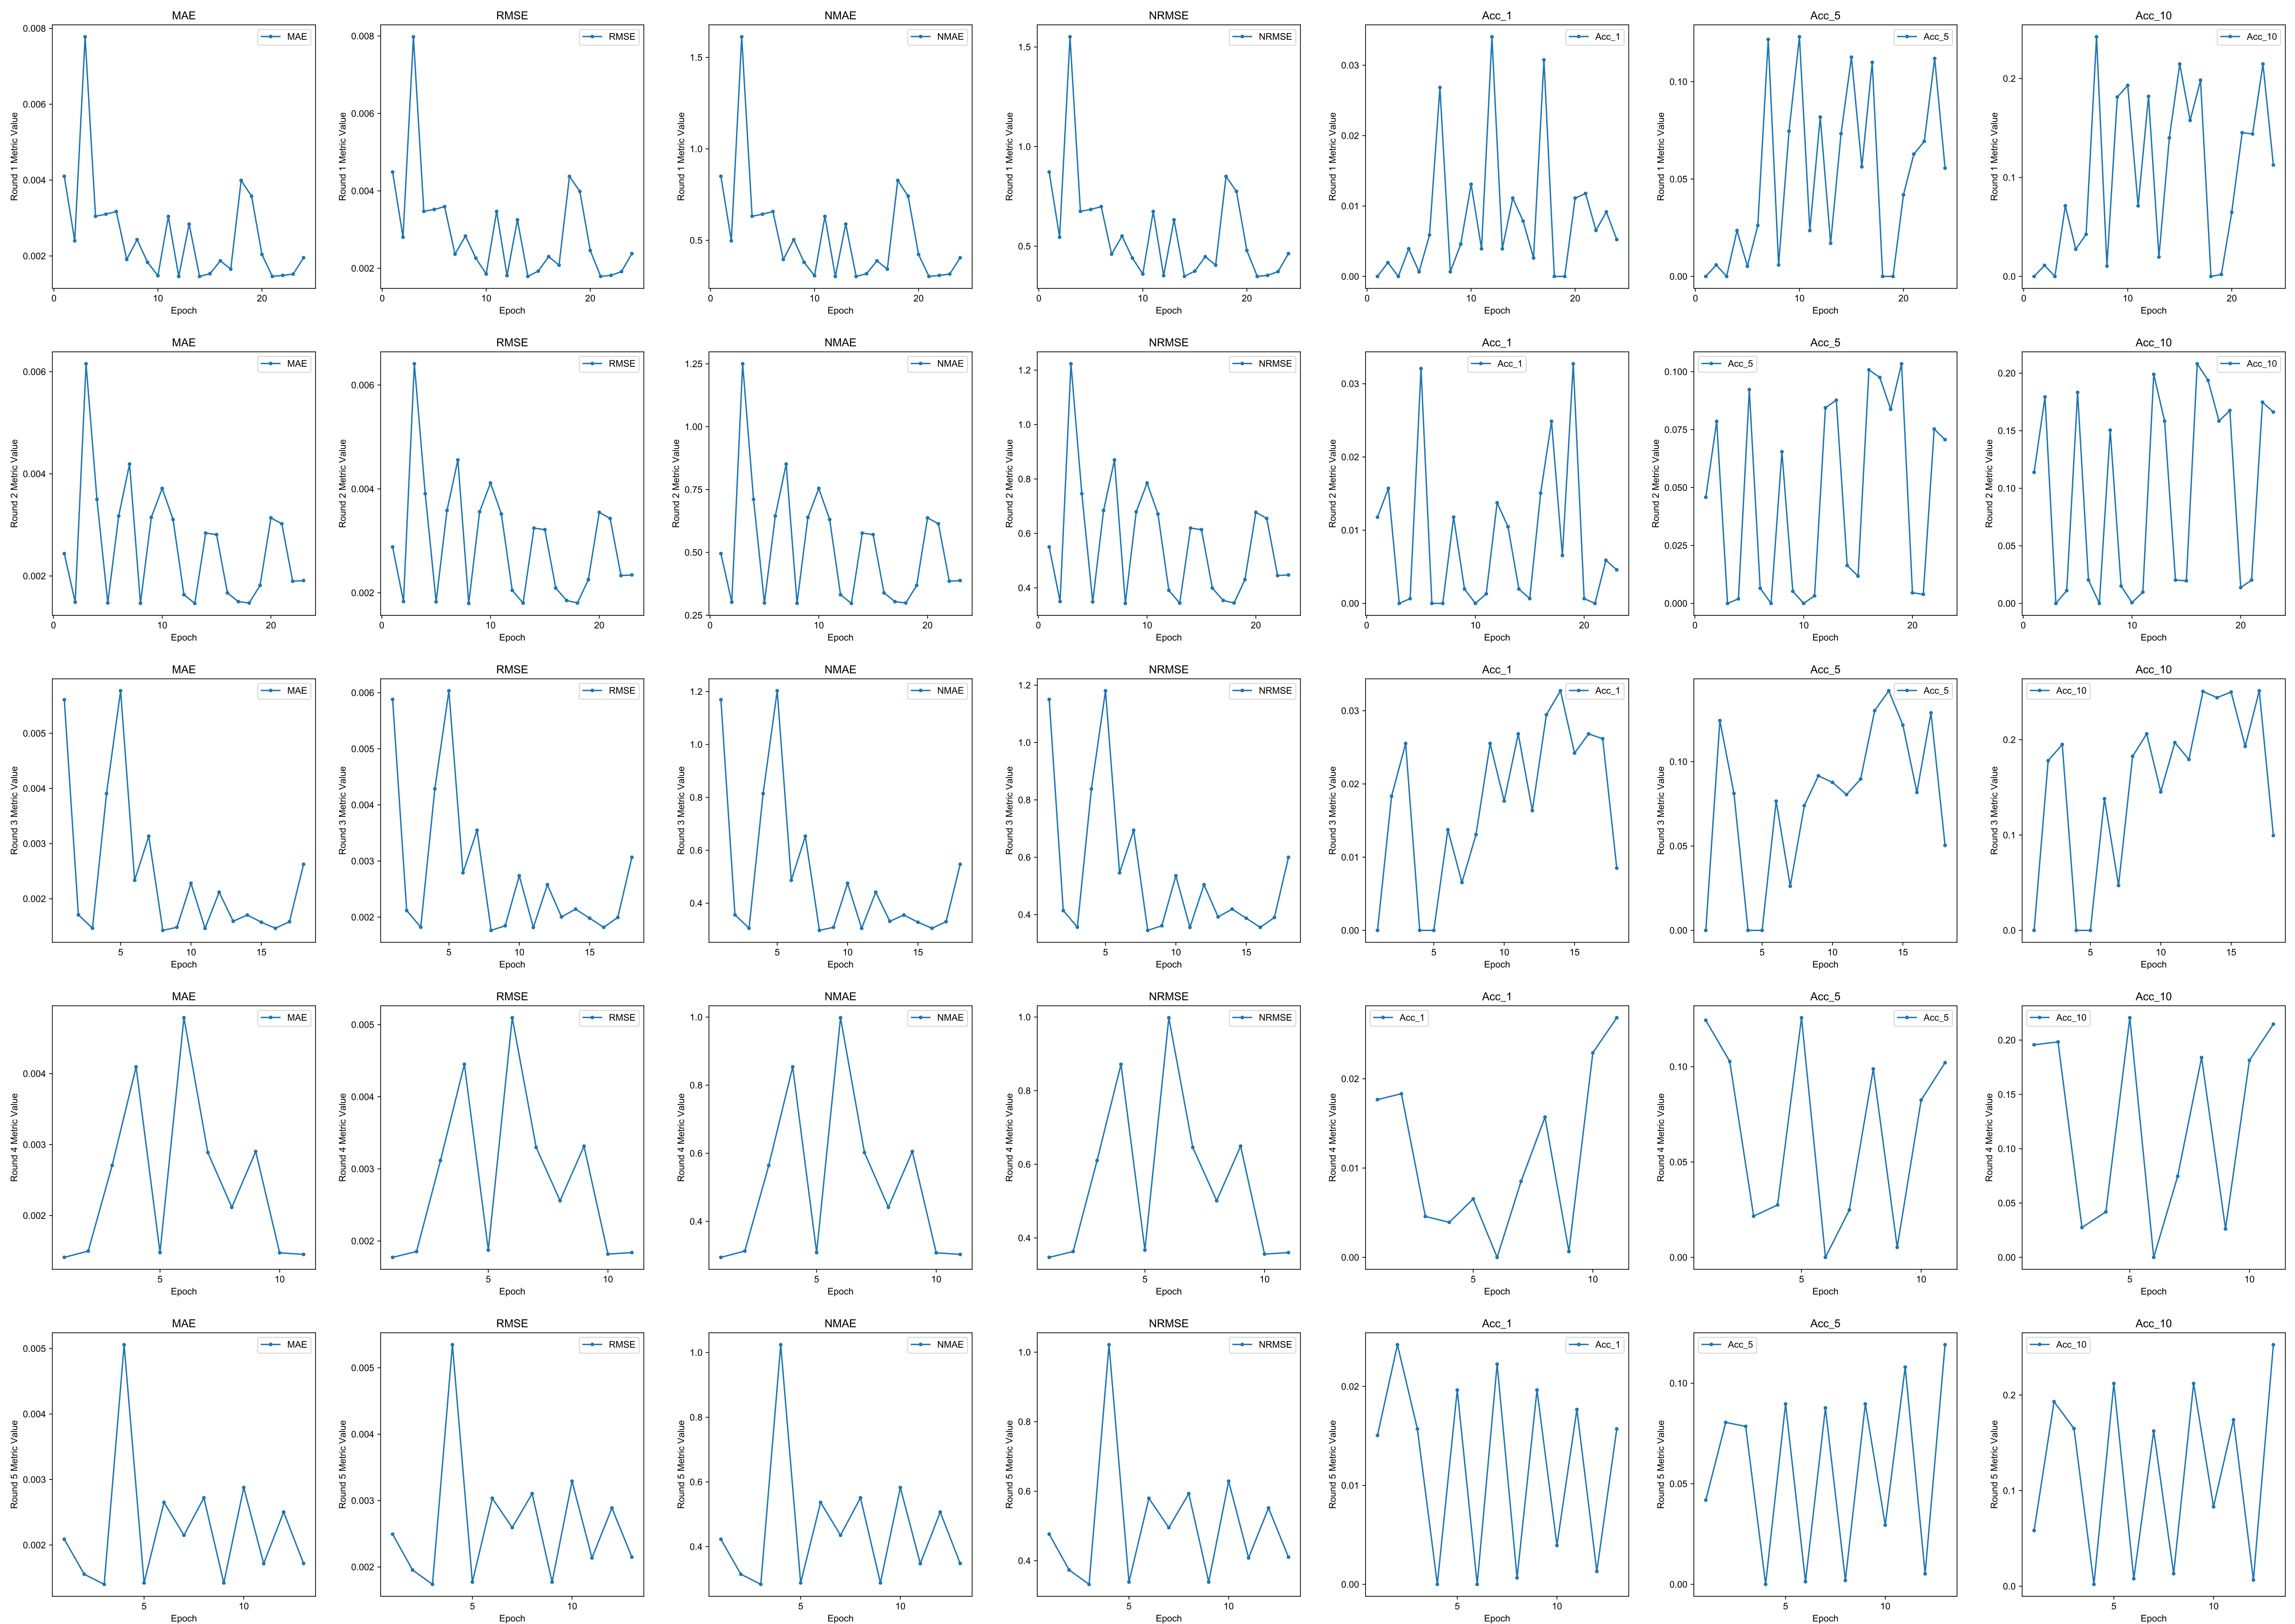 MAE
MAE
Round 1 Metric Value
0.008
0.006
0.004
0.002
0 10 20
Epoch
RMSE
RMSE
Round 1 Metric Value
0.008
0.006
0.004
0.002
0 10 20
Epoch
NMAE
NMAE
Round 1 Metric Value
1.5
1.0
0.5
0 10 20
Epoch
NRMSE
NRMSE
Round 1 Metric Value
1.5
1.0
0.5
0 10 20
Epoch
Acc_1
Acc_1
Round 1 Metric Value
0.03
0.02
0.01
0.00
0 10 20
Epoch
Acc_5
Acc_5
Round 1 Metric Value
0.10
0.05
0.00
0 10 20
Epoch
Acc_10
Acc_10
Round 1 Metric Value
0.2
0.1
0.0
0 10 20
Epoch
MAE
MAE
Round 2 Metric Value
0.006
0.004
0.002
0 10 20
Epoch
RMSE
RMSE
Round 2 Metric Value
0.006
0.004
0.002
0 10 20
Epoch
NMAE
NMAE
Round 2 Metric Value
1.25
1.00
0.75
0.50
0.25
0 10 20
Epoch
NRMSE
NRMSE
Round 2 Metric Value
1.2
1.0
0.8
0.6
0.4
0 10 20
Epoch
Acc_1
Acc_1
Round 2 Metric Value
0.03
0.02
0.01
0.00
0 10 20
Epoch
Acc_5
Acc_5
Round 2 Metric Value
0.100
0.075
0.050
0.025
0.000
0 10 20
Epoch
Acc_10
Acc_10
Round 2 Metric Value
0.20
0.15
0.10
0.05
0.00
0 10 20
Epoch
MAE
MAE
Round 3 Metric Value
0.005
0.004
0.003
0.002
5 10 15
Epoch
RMSE
RMSE
Round 3 Metric Value
0.006
0.005
0.004
0.003
0.002
5 10 15
Epoch
NMAE
NMAE
Round 3 Metric Value
1.2
1.0
0.8
0.6
0.4
5 10 15
Epoch
NRMSE
NRMSE
Round 3 Metric Value
1.2
1.0
0.8
0.6
0.4
5 10 15
Epoch
Acc_1
Acc_1
Round 3 Metric Value
0.03
0.02
0.01
0.00
5 10 15
Epoch
Acc_5
Acc_5
Round 3 Metric Value
0.10
0.05
0.00
5 10 15
Epoch
Acc_10
Acc_10
Round 3 Metric Value
0.2
0.1
0.0
5 10 15
Epoch
MAE
MAE
Round 4 Metric Value
0.004
0.003
0.002
5 10
Epoch
RMSE
RMSE
Round 4 Metric Value
0.005
0.004
0.003
0.002
5 10
Epoch
NMAE
NMAE
Round 4 Metric Value
1.0
0.8
0.6
0.4
5 10
Epoch
NRMSE
NRMSE
Round 4 Metric Value
1.0
0.8
0.6
0.4
5 10
Epoch
Acc_1
Acc_1
Round 4 Metric Value
0.02
0.01
0.00
5 10
Epoch
Acc_5
Acc_5
Round 4 Metric Value
0.10
0.05
0.00
5 10
Epoch
Acc_10
Acc_10
Round 4 Metric Value
0.20
0.15
0.10
0.05
0.00
5 10
Epoch
MAE
MAE
Round 5 Metric Value
0.005
0.004
0.003
0.002
5 10
Epoch
RMSE
RMSE
Round 5 Metric Value
0.005
0.004
0.003
0.002
5 10
Epoch
NMAE
NMAE
Round 5 Metric Value
1.0
0.8
0.6
0.4
5 10
Epoch
NRMSE
NRMSE
Round 5 Metric Value
1.0
0.8
0.6
0.4
5 10
Epoch
Acc_1
Acc_1
Round 5 Metric Value
0.02
0.01
0.00
5 10
Epoch
Acc_5
Acc_5
Round 5 Metric Value
0.10
0.05
0.00
5 10
Epoch
Acc_10
Acc_10
Round 5 Metric Value
0.2
0.1
0.0
5 10
Epoch